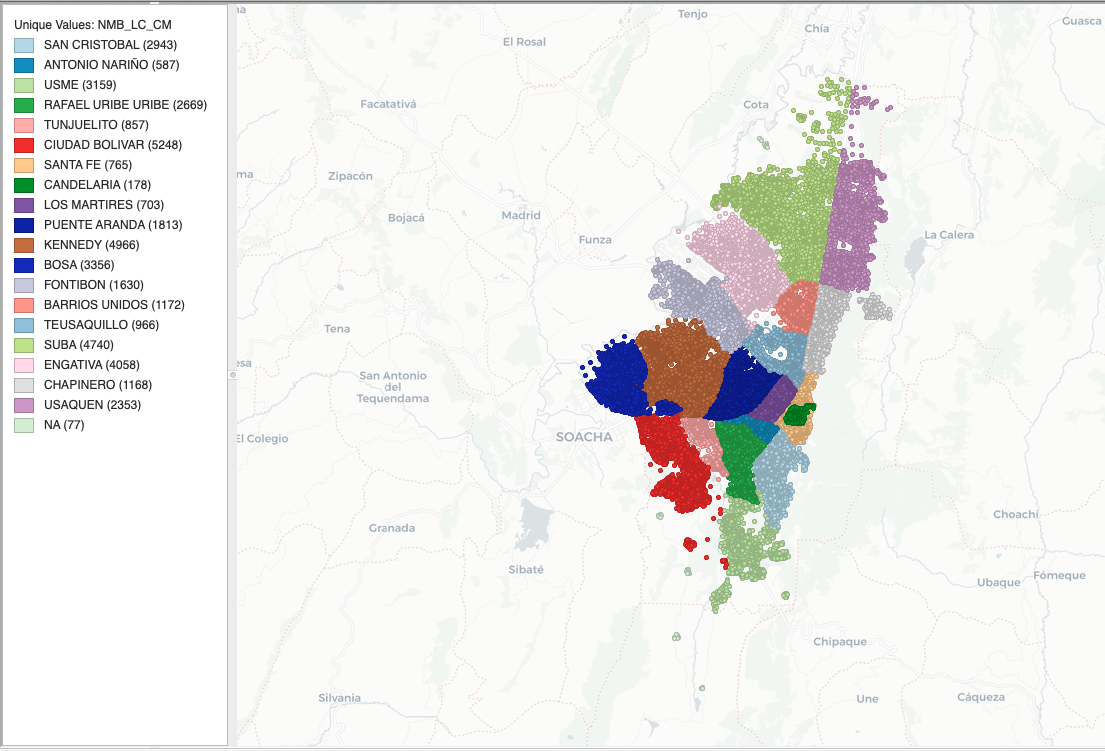 Unique Values: NMB_LC_CM
SAN CRISTOBAL (2943)
ANTONIO NARIÑO (587)
USME (3159)
RAFAEL URIBE URIBE (2669)
TUNJUELITO (857)
CIUDAD BOLIVAR (5248)
SANTA FE (765)
CANDELARIA (178)
LOS MARTIRES (703)
PUENTE ARANDA (1813)
KENNEDY (4966)
BOSA (3356)
FONTIBON (1630)
BARRIOS UNIDOS (1172)
TEUSAQUILLO (966)
SUBA (4740)
ENGATIVA (4058)
CHAPINERO (1168)
USAQUEN (2353)
NA (77)
Tenjo
Guasca
Chía
El Rosal
Facatativá
Cota
Zipacón
Bojacá
Madrid
Funza
La Calera
Tena
San Antonio
del
Tequendama
SOACHA
El Colegio
Choachí
Granada
Sibaté
Ubaque
Fómeque
Chipaque
Silvania
Une
Cáqueza